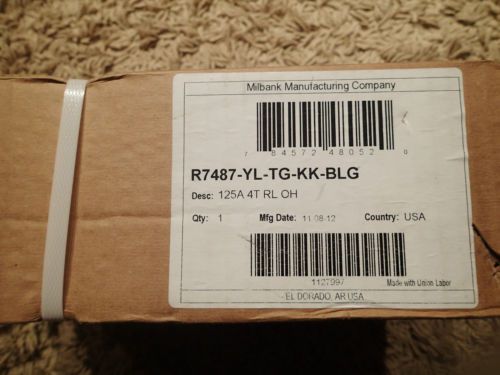 Milbank Manufacturing Company
7 84572 48052 0
R7487-YL-TG-KK-BLG
Desc: 125A 4T RL OH
Qty: 1 Mfg Date: 11-08-12 Country: USA
1127997
Made with Union Labor
EL DORADO, AR USA